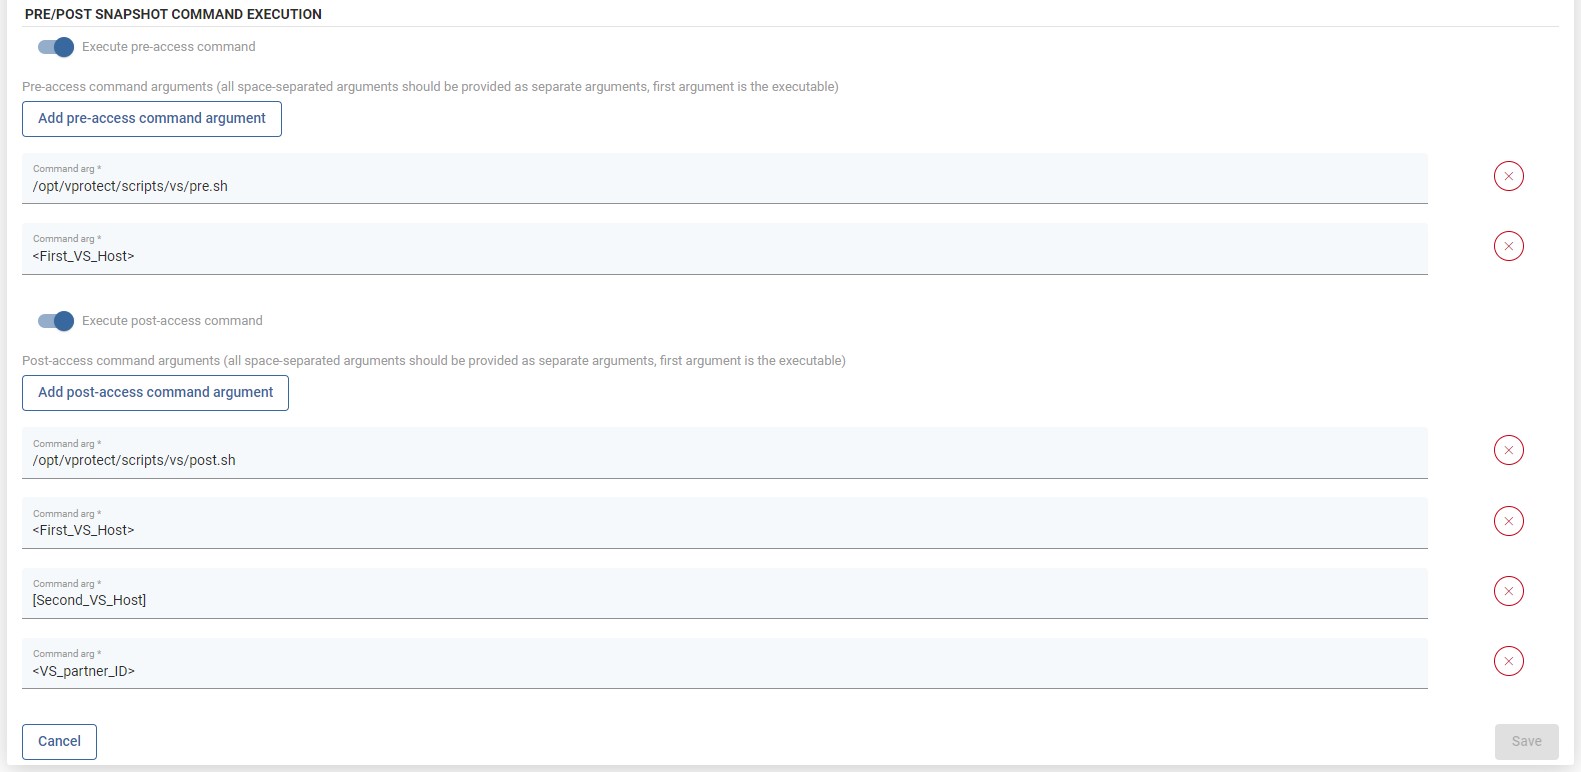 PRE/POST SNAPSHOT COMMAND EXECUTION
Execute pre-access command
Pre-access command arguments (all space-separated arguments should be provided as separate arguments, first argument is the executable)
Add pre-access command argument
Command arg *
/opt/vprotect/scripts/vs/pre.sh
Command arg *
<First_VS_Host>
Execute post-access command
Post-access command arguments (all space-separated arguments should be provided as separate arguments, first argument is the executable)
Add post-access command argument
Command arg *
/opt/vprotect/scripts/vs/post.sh
Command arg *
<First_VS_Host>
Command arg *
[Second_VS_Host]
Command arg *
<VS_partner_ID>
Cancel
Save